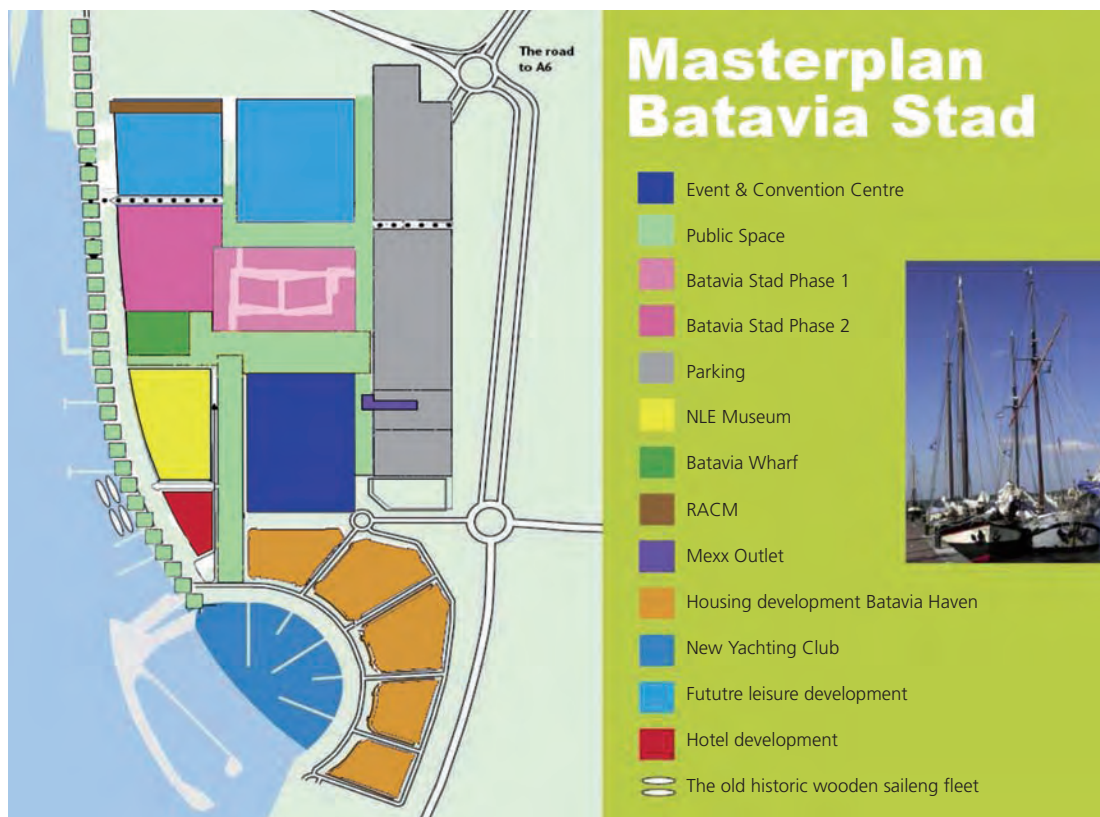 The road
to A6
Masterplan
Batavia Stad
Event & Convention Centre
Public Space
Batavia Stad Phase 1
Batavia Stad Phase 2
Parking
NLE Museum
Batavia Wharf
RACM
Mexx Outlet
Housing development Batavia Haven
New Yachting Club
Fututre leisure development
Hotel development
The old historic wooden saileng fleet